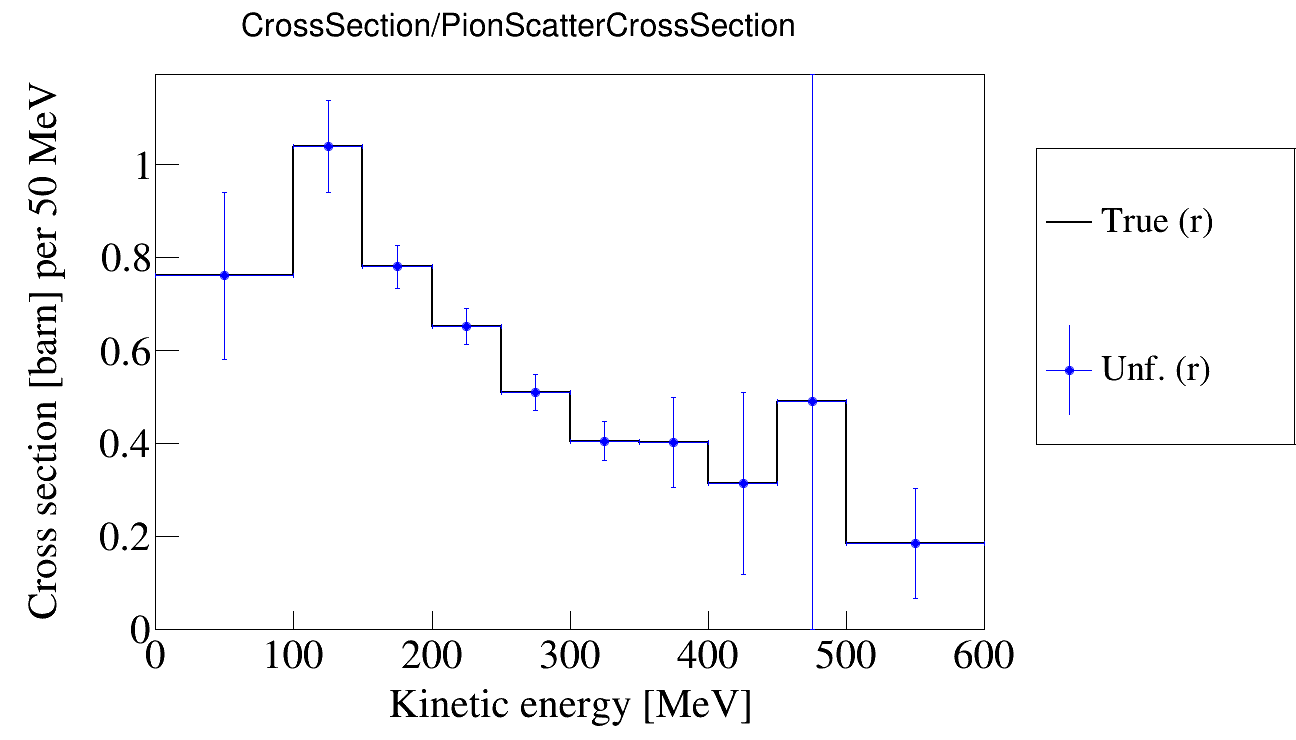 CrossSection/PionScatterCrossSection
Cross section [barn] per 50 MeV
1
0.8
0.6
0.4
0.2
0
0 100 200 300 400 500 600
Kinetic energy [MeV]
True (r)
Unf. (r)